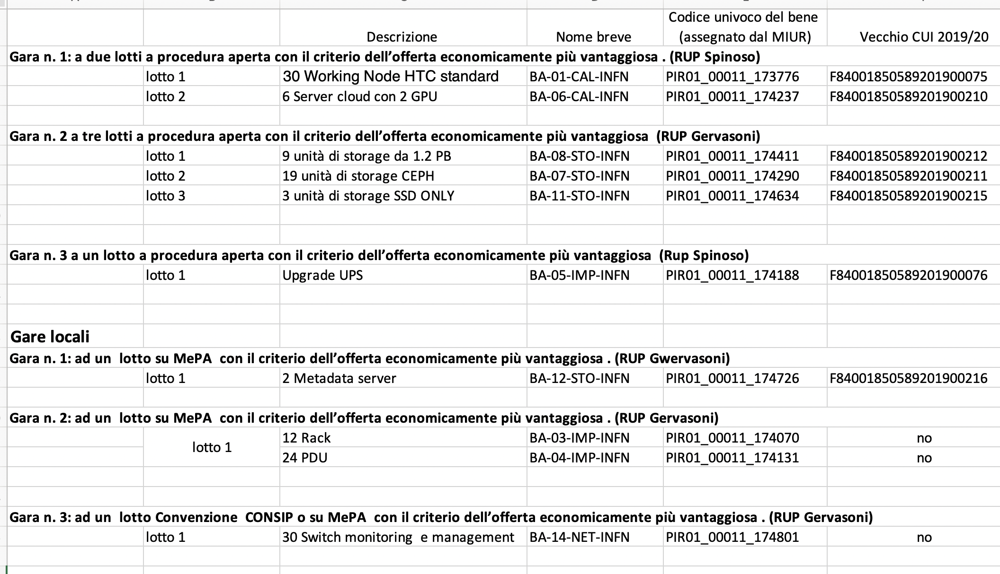 Codice univoco del bene
Descrizione Nome breve (assegnato dal MIUR) Vecchio CUI 2019/20
Gara n. 1: a due lotti a procedura aperta con il criterio dell’offerta economicamente più vantaggiosa . (RUP Spinoso)
lotto 1 30 Working Node HTC standard BA-01-CAL-INFN PIR01_00011_173776 F84001850589201900075
lotto 2 6 Server cloud con 2 GPU BA-06-CAL-INFN PIR01_00011_174237 F84001850589201900210
Gara n. 2 a tre lotti a procedura aperta con il criterio dell’offerta economicamente più vantaggiosa (RUP Gervasoni)
lotto 1 9 unità di storage da 1.2 PB BA-08-STO-INFN PIR01_00011_174411 F84001850589201900212
lotto 2 19 unità di storage CEPH BA-07-STO-INFN PIR01_00011_174290 F84001850589201900211
lotto 3 3 unità di storage SSD ONLY BA-11-STO-INFN PIR01_00011_174634 F84001850589201900215
Gara n. 3 a un lotto a procedura aperta con il criterio dell’offerta economicamente più vantaggiosa (Rup Spinoso)
lotto 1 Upgrade UPS BA-05-IMP-INFN PIR01_00011_174188 F84001850589201900076
Gare locali
Gara n. 1: ad un lotto su MePA con il criterio dell’offerta economicamente più vantaggiosa . (RUP Gwervasoni)
lotto 1 2 Metadata server BA-12-STO-INFN PIR01_00011_174726 F84001850589201900216
Gara n. 2: ad un lotto su MePA con il criterio dell’offerta economicamente più vantaggiosa . (RUP Gervasoni)
lotto 1 12 Rack BA-03-IMP-INFN PIR01_00011_174070 no
24 PDU BA-04-IMP-INFN PIR01_00011_174131 no
Gara n. 3: ad un lotto Convenzione CONSIP o su MePA con il criterio dell’offerta economicamente più vantaggiosa . (RUP Gervasoni)
lotto 1 30 Switch monitoring e management BA-14-NET-INFN PIR01_00011_174801 no